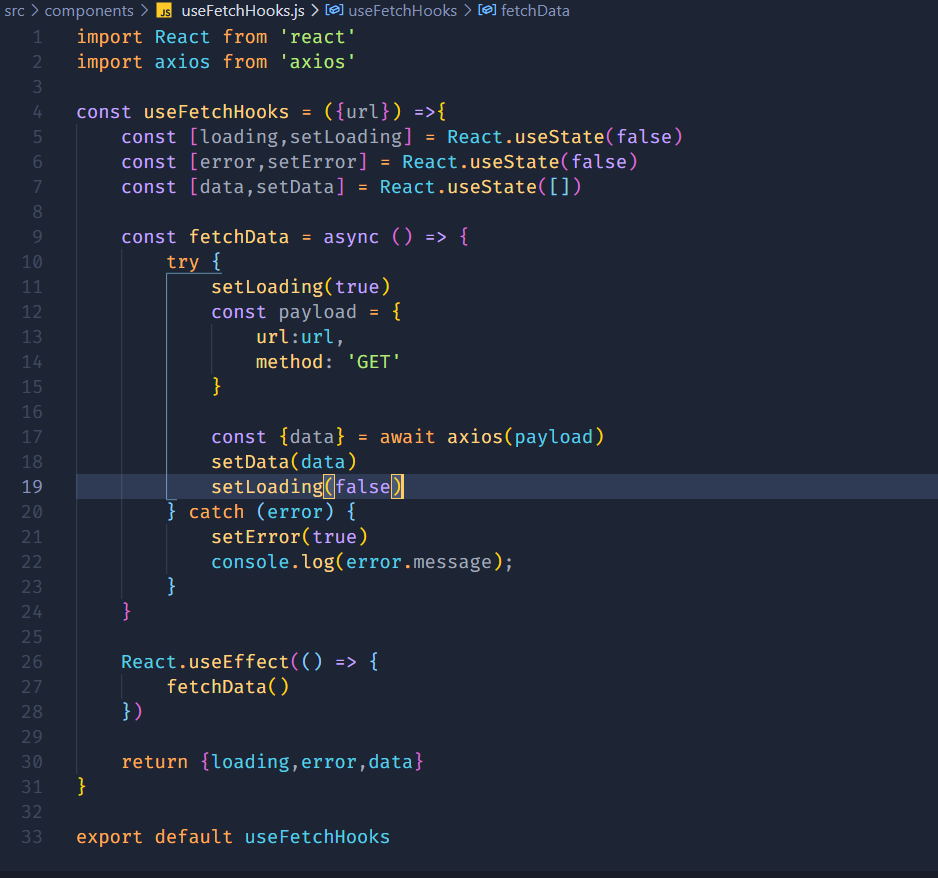 src > components > JS useFetchHooks.js > useFetchHooks > fetchData
1 import React from 'react'
2 import axios from 'axios'
3
4 const useFetchHooks = ({url}) =>{
5     const [loading,setLoading] = React.useState(false)
6     const [error,setError] = React.useState(false)
7     const [data,setData] = React.useState([])
8
9     const fetchData = async () => {
10         try {
11             setLoading(true)
12             const payload = {
13                 url:url,
14                 method: 'GET'
15             }
16
17             const {data} = await axios(payload)
18             setData(data)
19             setLoading(false)
20         } catch (error) {
21             setError(true)
22             console.log(error.message);
23         }
24     }
25
26     React.useEffect(() => {
27         fetchData()
28     })
29
30     return {loading,error,data}
31 }
32
33 export default useFetchHooks